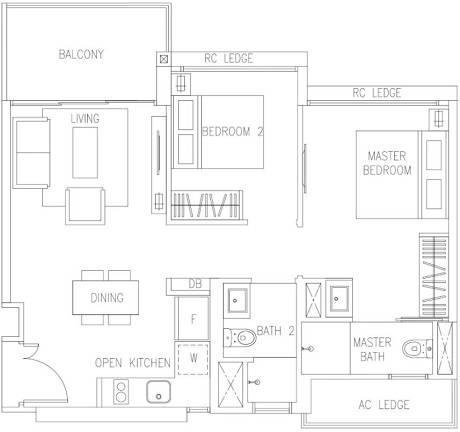 BALCONY
RC LEDGE
RC LEDGE
LIVING
BEDROOM 2
MASTER
BEDROOM
DB
DINING
F
BATH 2
W
MASTER
BATH
OPEN KITCHEN
AC LEDGE